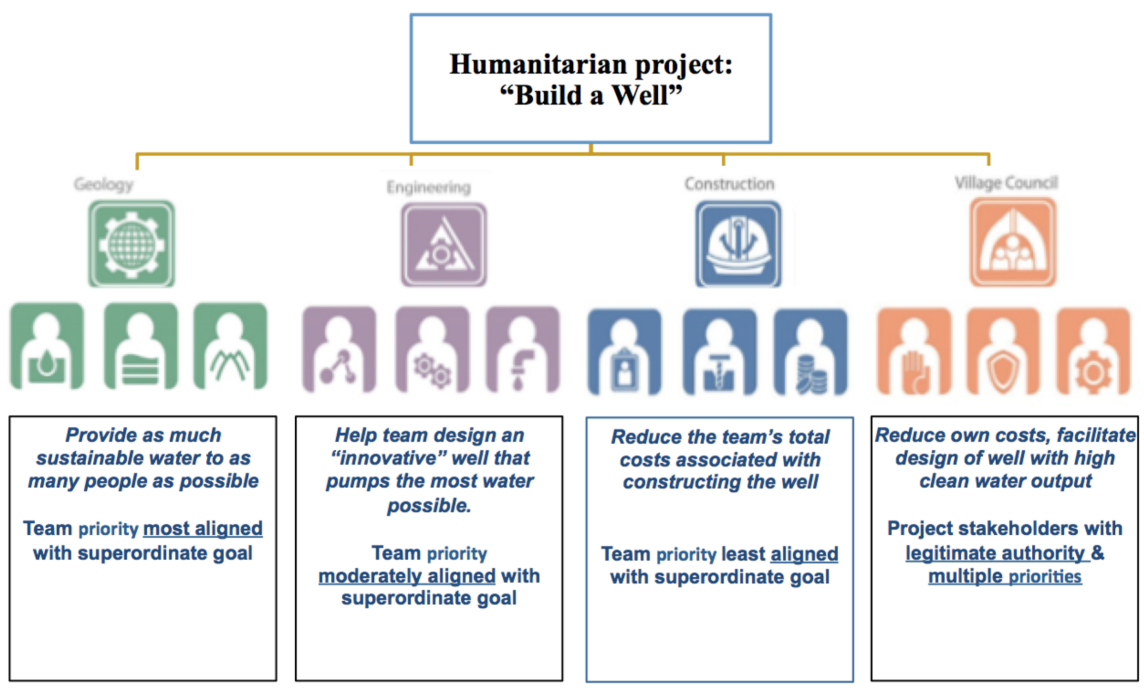 Humanitarian project:
“Build a Well”
Geology
Engineering
Construction
Village Council
Provide as much
sustainable water to as
many people as possible
Team priority most aligned
with superordinate goal
Help team design an
“innovative” well that
pumps the most water
possible.
Team priority
moderately aligned with
superordinate goal
Reduce the team’s total
costs associated with
constructing the well
Team priority least aligned
with superordinate goal
Reduce own costs, facilitate
design of well with high
clean water output
Project stakeholders with
legitimate authority &
multiple priorities